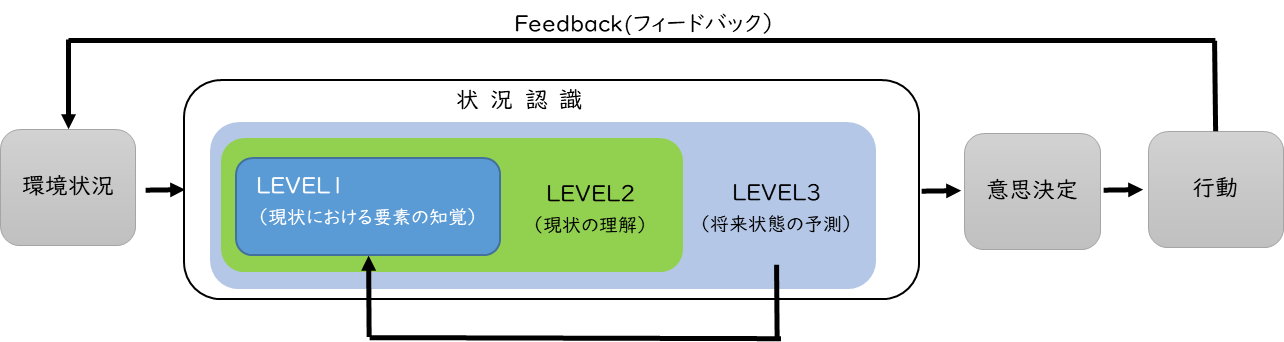 Feedback(フィードバック)
状況認識
環境状況
LEVEL1
(現状における要素の知覚)
LEVEL2
(現状の理解)
LEVEL3
(将来状態の予測)
意思決定
行動